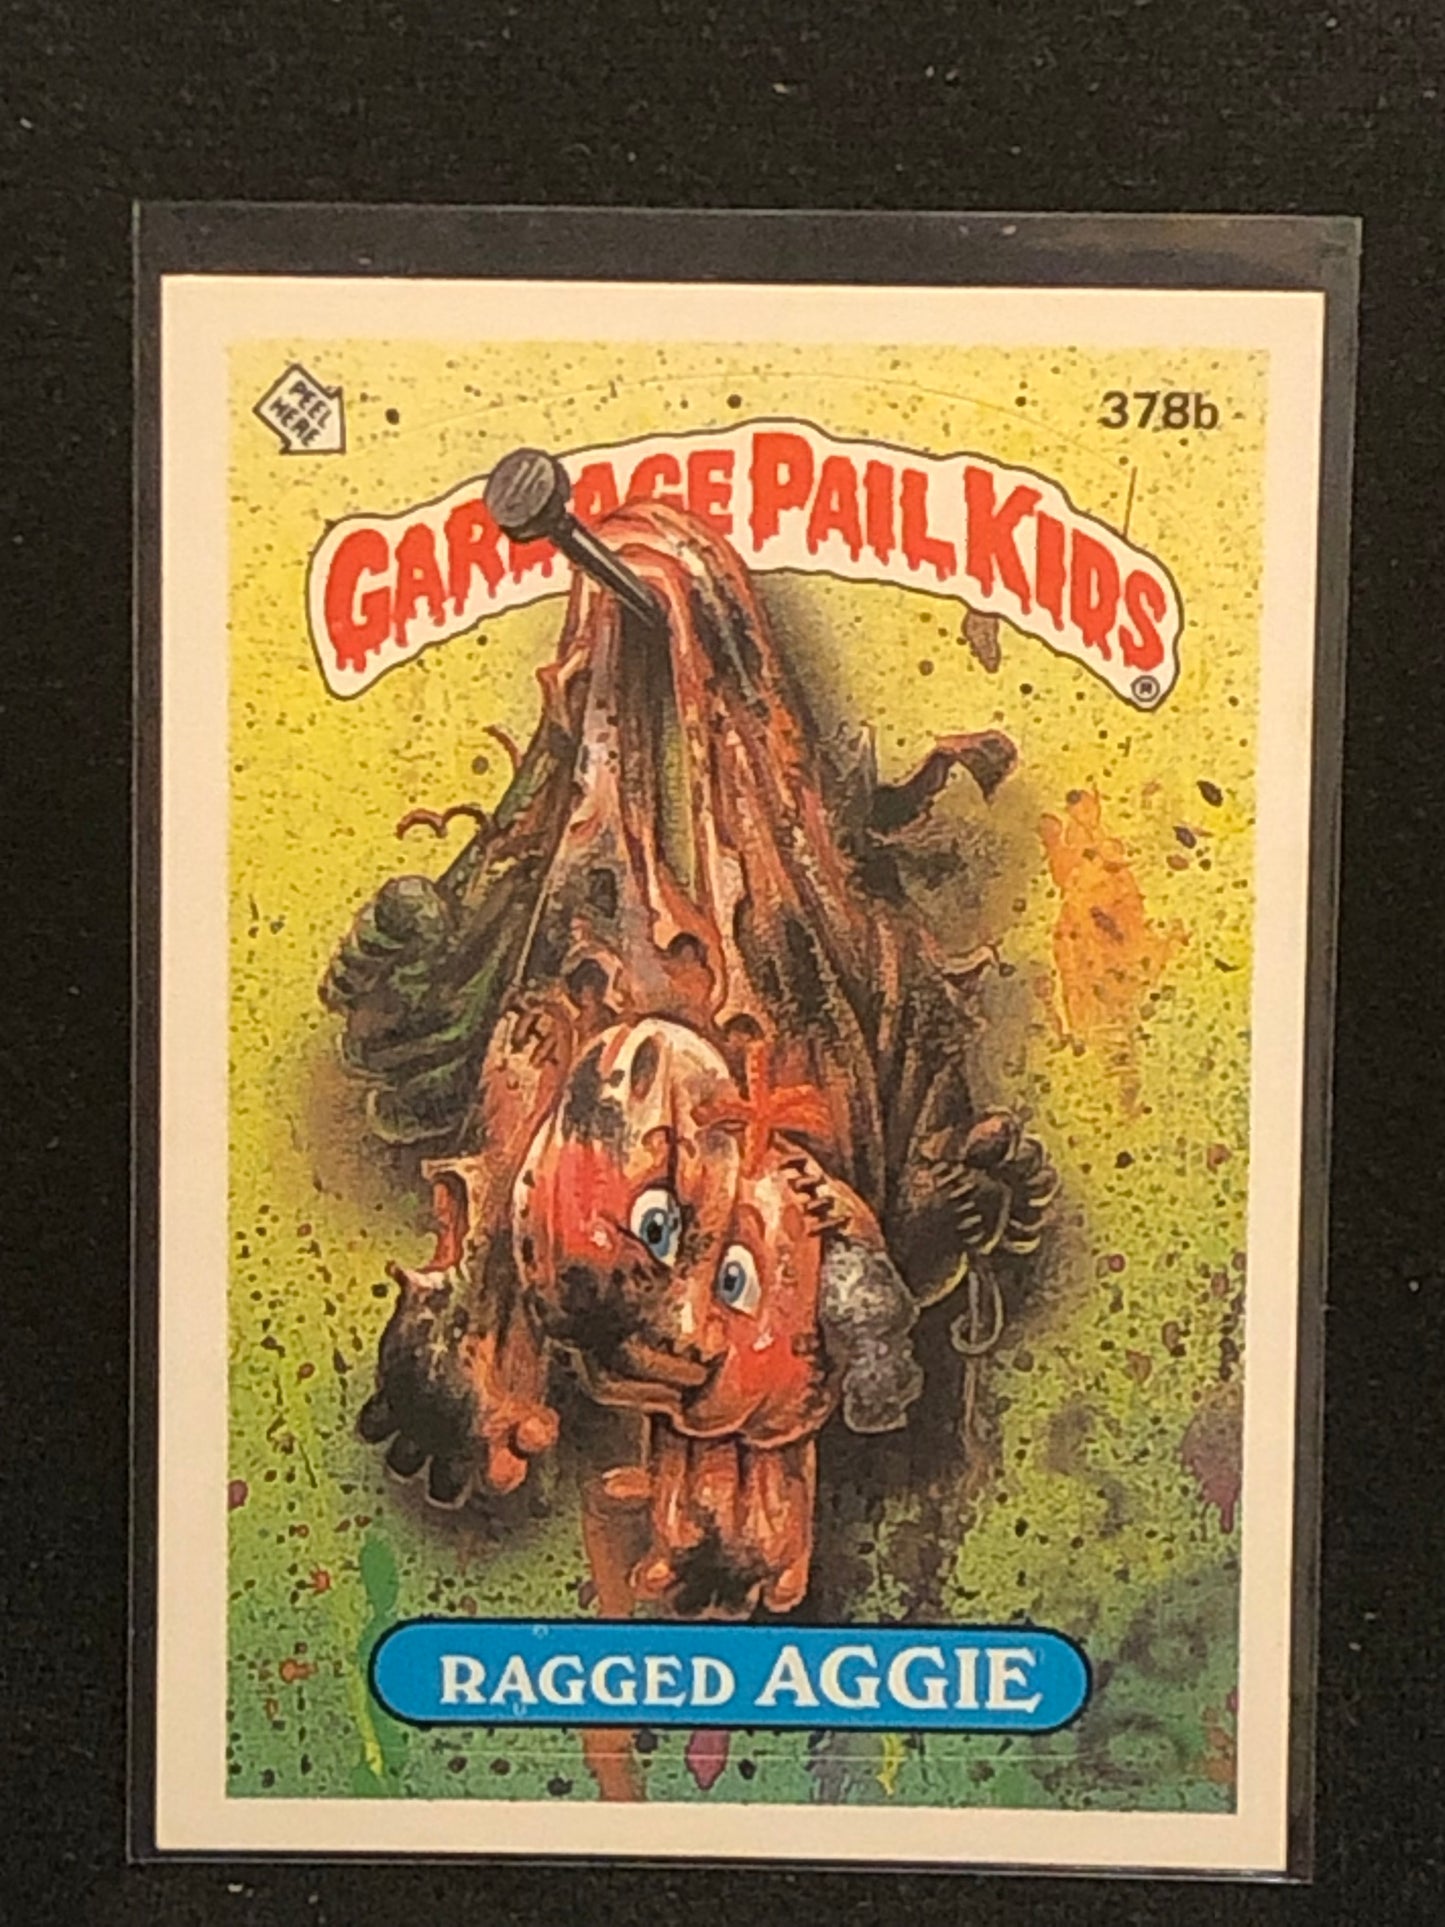 PEEL
HERE
378b
GARBAGE PAIL KIDS
®
RAGGED AGGIE